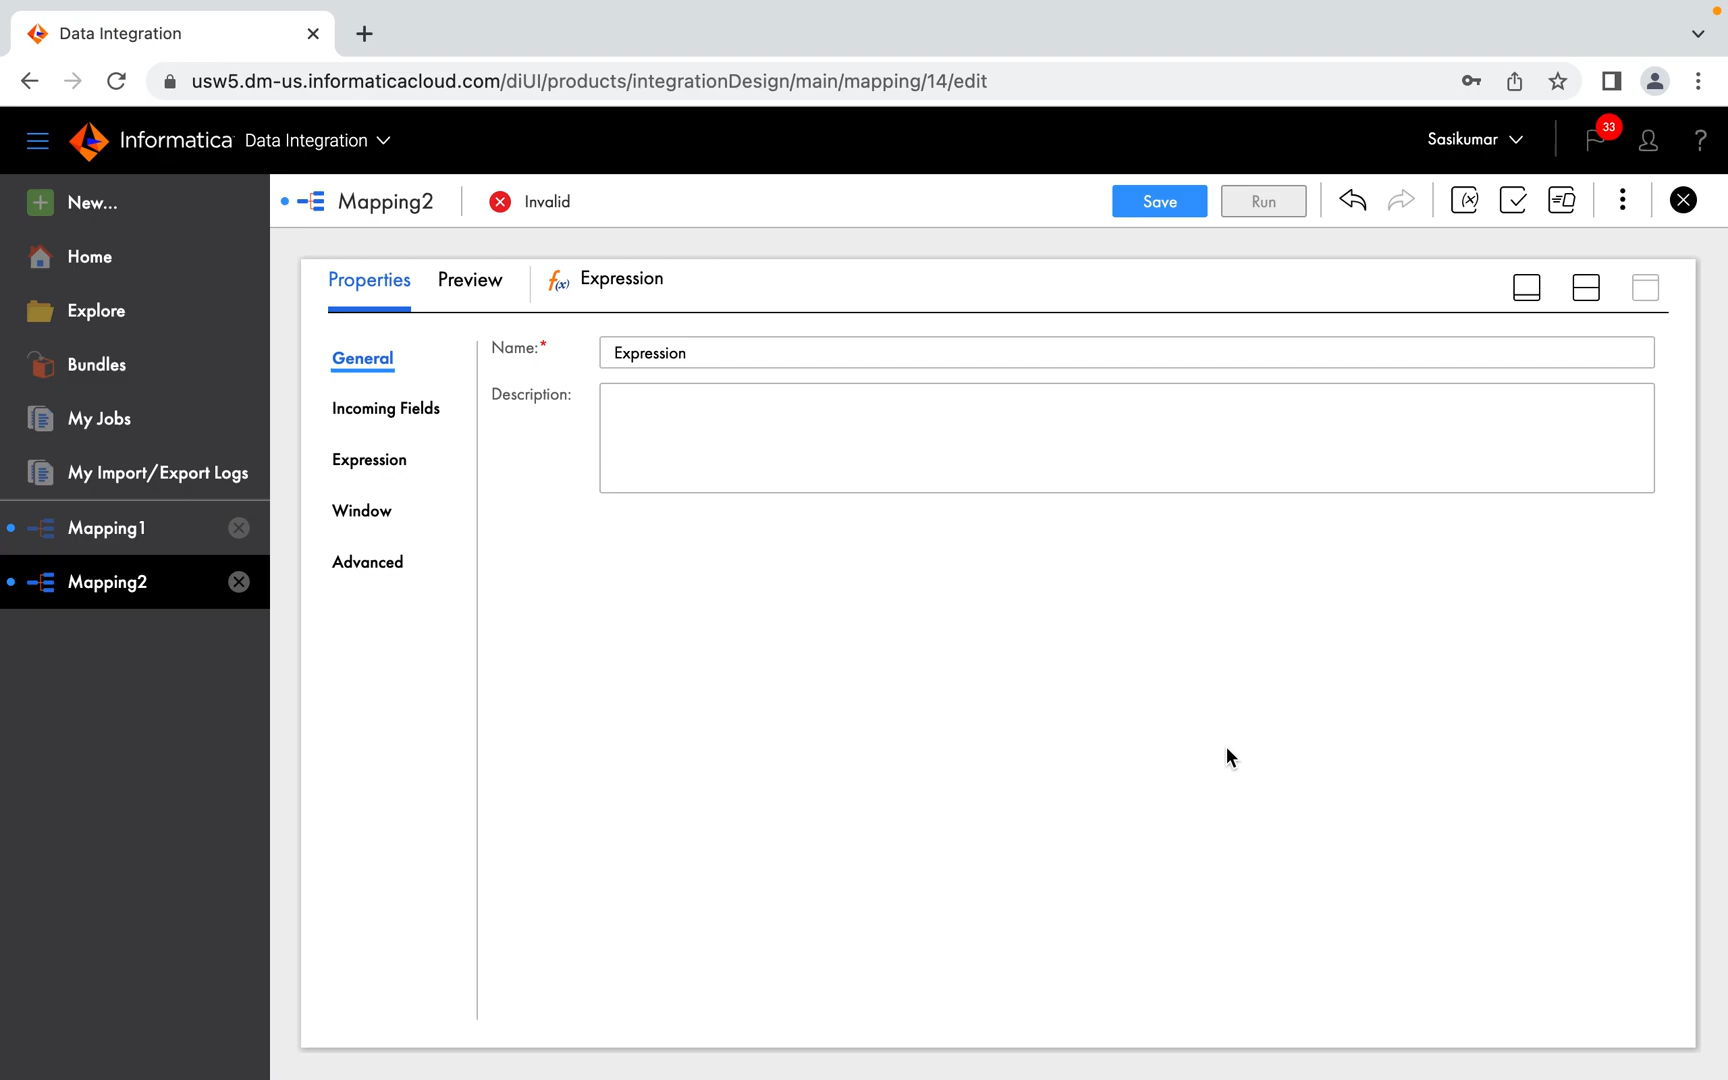 Data Integration
usw5.dm-us.informaticacloud.com/diUI/products/integrationDesign/main/mapping/14/edit
Informatica Data Integration
Sasikumar
33
?
New...
Home
Explore
Bundles
My Jobs
My Import/Export Logs
Mapping1
Mapping2
Mapping2
Invalid
Save
Run
Properties
Preview
f(x) Expression
General
Incoming Fields
Expression
Window
Advanced
Name:*
Expression
Description: